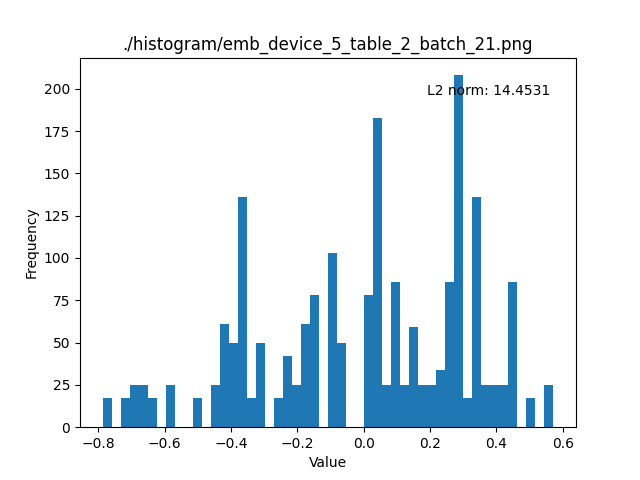 ./histogram/emb_device_5_table_2_batch_21.png
L2 norm: 14.4531
200
175
150
125
100
75
50
25
0
Frequency
−0.8 −0.6 −0.4 −0.2 0.0 0.2 0.4 0.6
Value